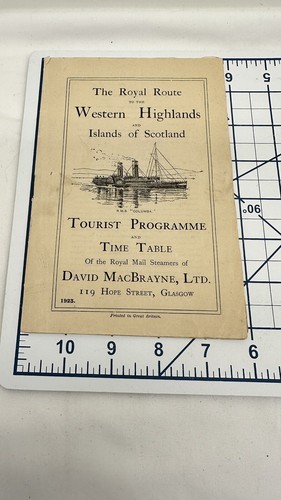 The Royal Route
TO THE
Western Highlands
AND
Islands of Scotland
R.M.S. "COLUMBA"
TOURIST PROGRAMME
AND
TIME TABLE
Of the Royal Mail Steamers of
DAVID MACBRAYNE, LTD.
119 HOPE STREET, GLASGOW
1923.
Printed in Great Britain.
5
60°
10 9 8 7 6